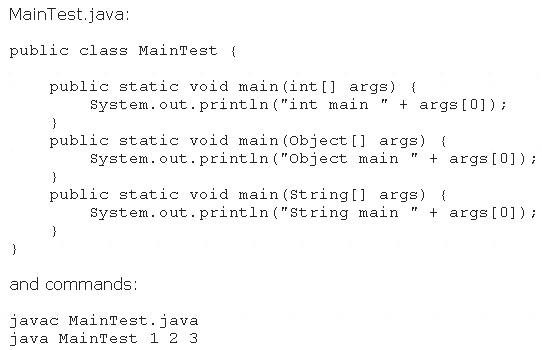 MainTest.java:
public class MainTest {
public static void main(int[] args) {
System.out.println("int main " + args[0]);
}
public static void main(Object[] args) {
System.out.println("Object main " + args[0]);
}
public static void main(String[] args) {
System.out.println("String main " + args[0]);
}
}
and commands:
javac MainTest.java
java MainTest 1 2 3